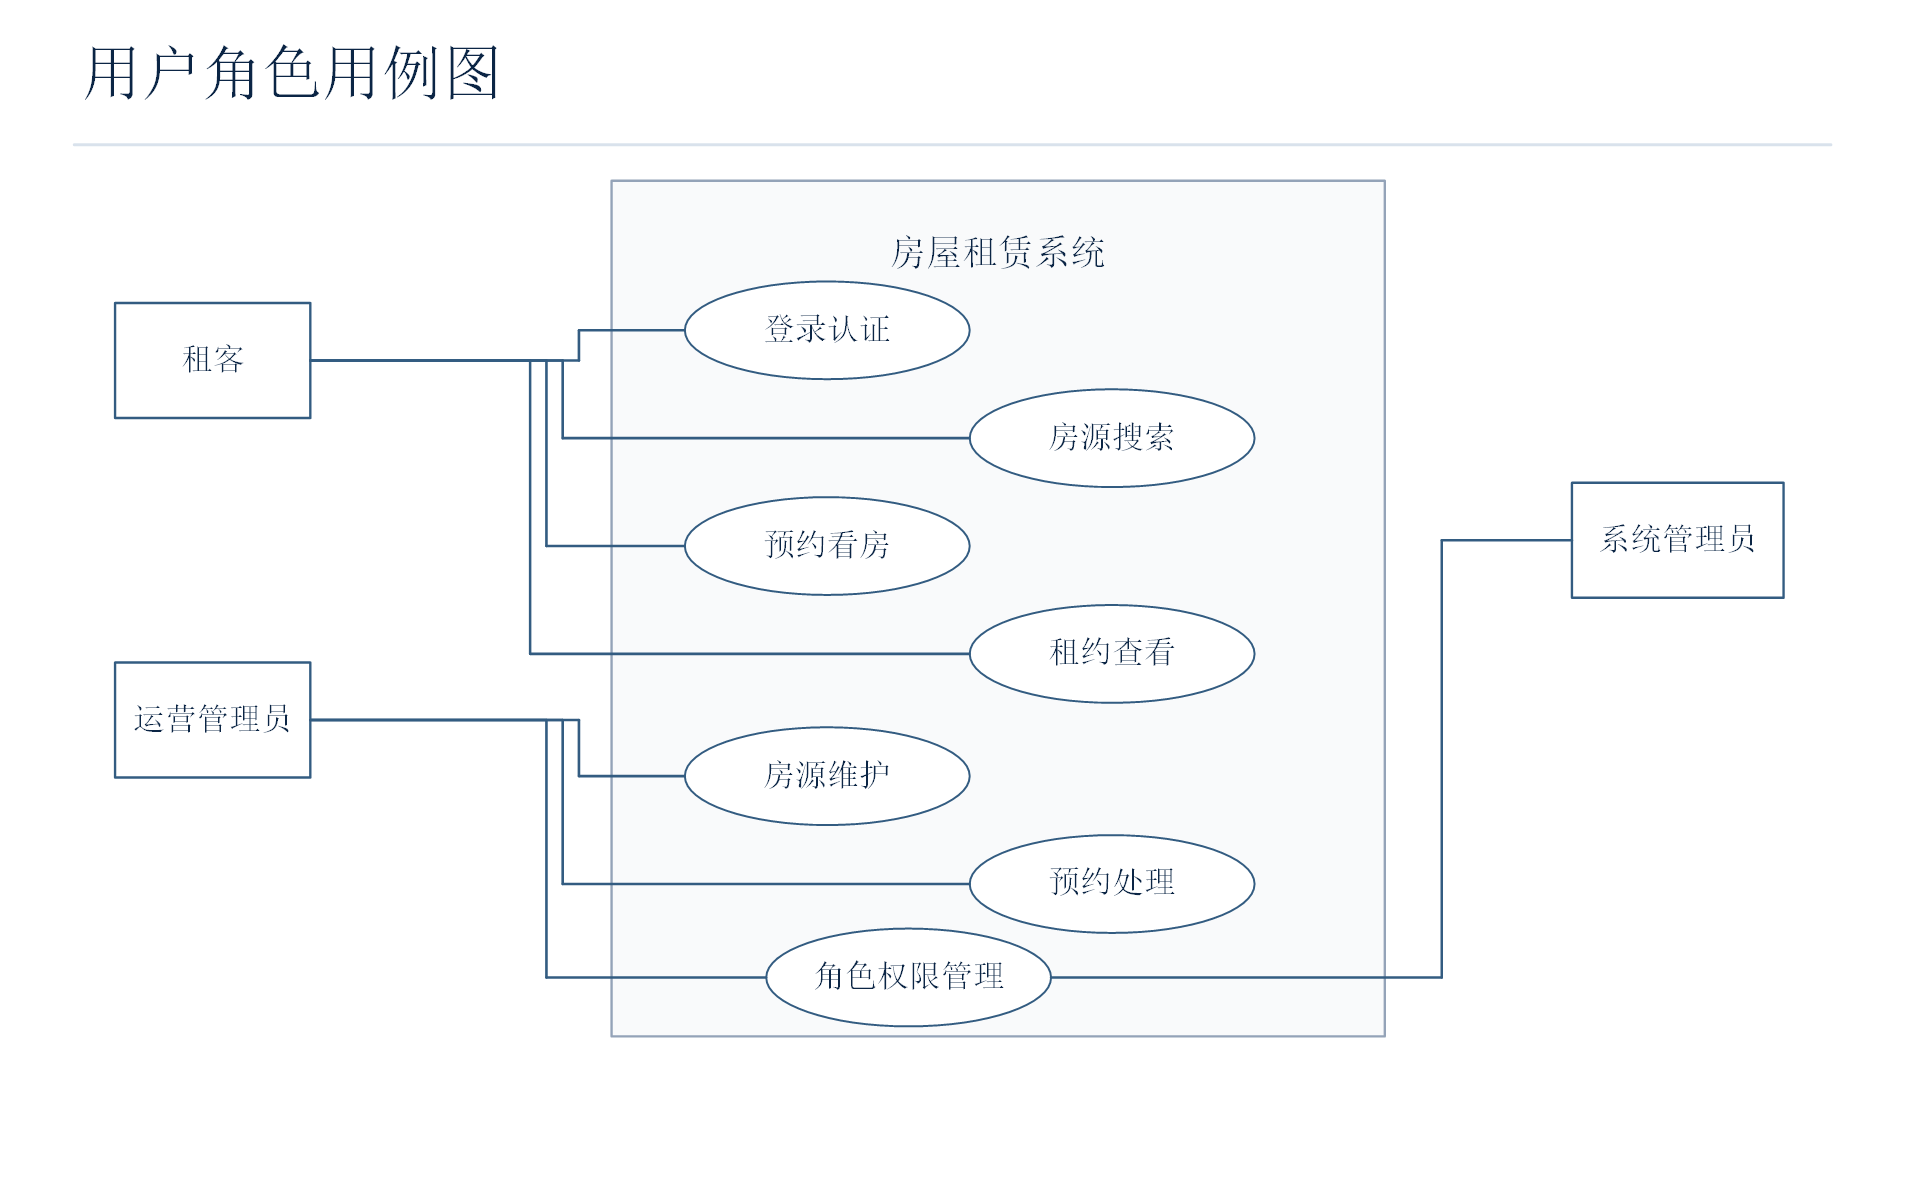 用户角色用例图
房屋租赁系统
登录认证
租客
房源搜索
系统管理员
预约看房
租约查看
运营管理员
房源维护
预约处理
角色权限管理